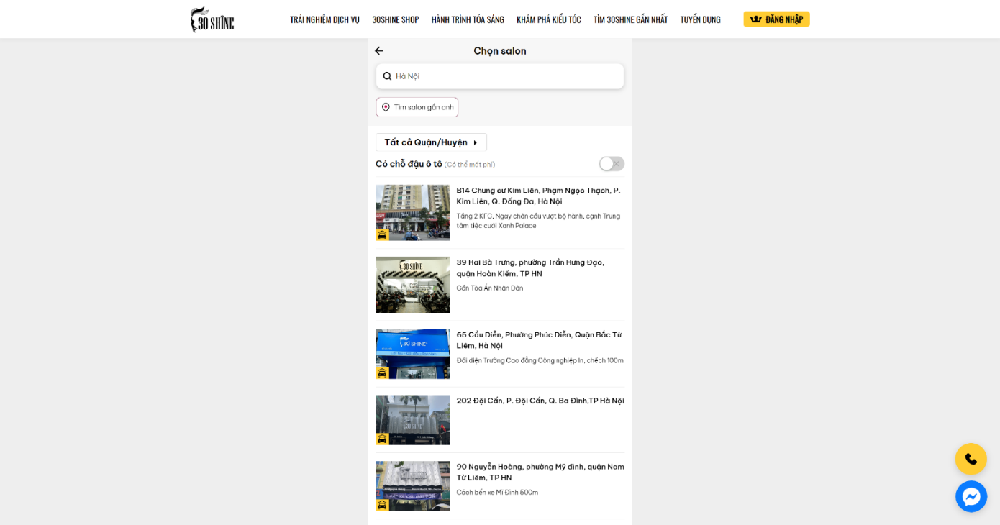 30 SHINE
TRẢI NGHIỆM DỊCH VỤ
30SHINE SHOP
HÀNH TRÌNH TỎA SÁNG
KHÁM PHÁ KIỂU TÓC
TÌM 30SHINE GẦN NHẤT
TUYỂN DỤNG
ĐĂNG NHẬP
Chọn salon
Hà Nội
Tìm salon gần anh
Tất cả Quận/Huyện
Có chỗ đậu ô tô (Có thể mất phí)
B14 Chung cư Kim Liên, Phạm Ngọc Thạch, P.
Kim Liên, Q. Đống Đa, Hà Nội
Tầng 2 KFC, Ngay chân cầu vượt bộ hành, cạnh Trung
tâm tiệc cưới Xanh Palace
30 SHINE
39 Hai Bà Trưng, phường Trần Hưng Đạo,
quận Hoàn Kiếm, TP HN
Gần Tòa Án Nhân Dân
30 SHINE
65 Cầu Diễn, Phường Phúc Diễn, Quận Bắc Từ
Liêm, Hà Nội
Đối diện Trường Cao đẳng Công nghiệp In, chếch 100m
30 SHINE
202 Đội Cấn, P. Đội Cấn, Q. Ba Đình,TP Hà Nội
30 SHINE
90 Nguyễn Hoàng, phường Mỹ đình, quận Nam
Từ Liêm, TP HN
Cách bến xe Mĩ Đình 500m